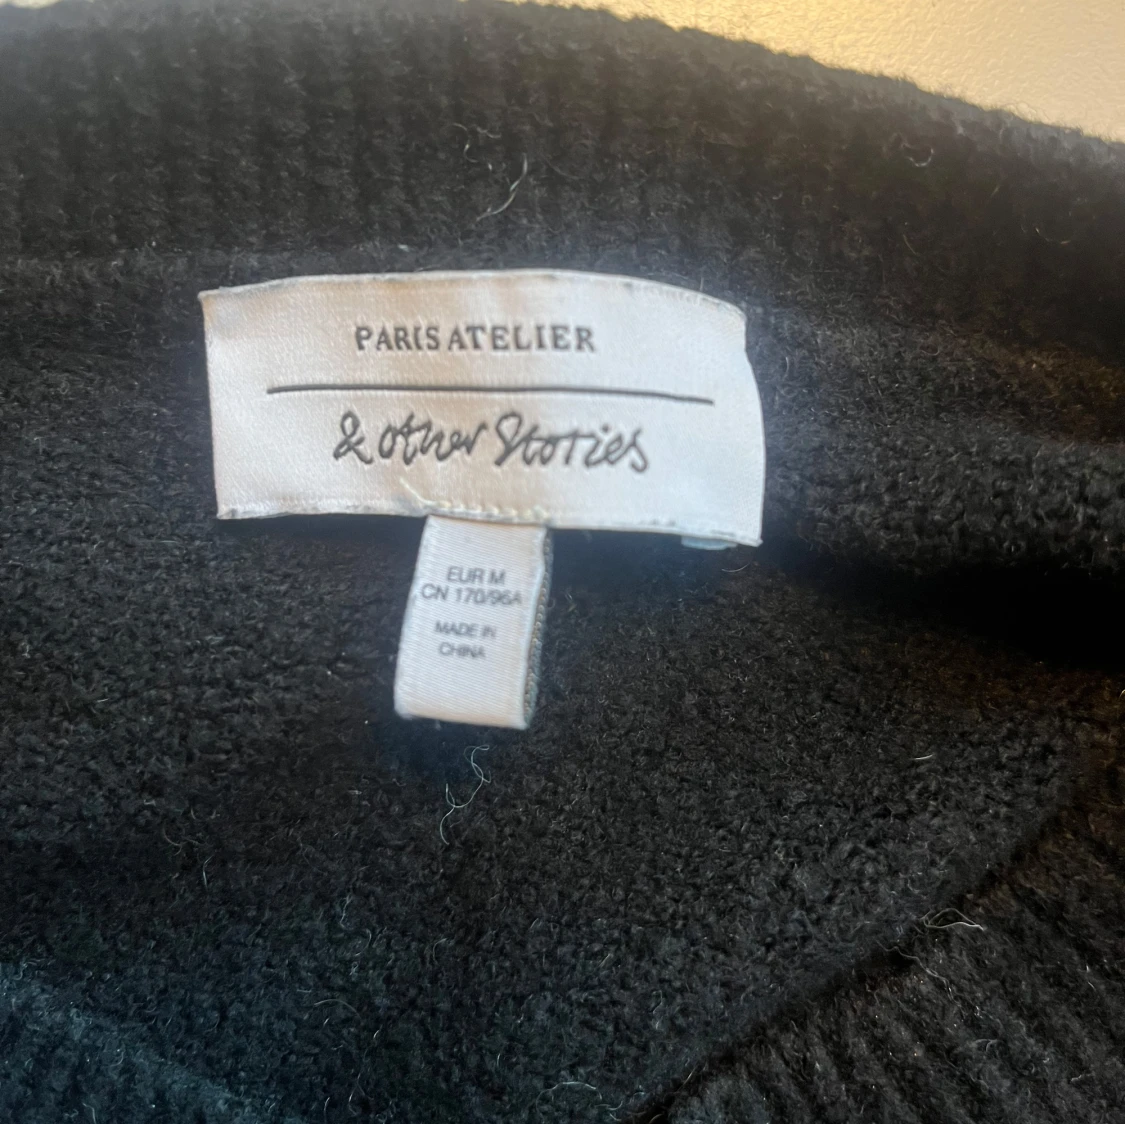 PARIS ATELIER
& other Stories
EUR M
CN 170/96A
MADE IN
CHINA